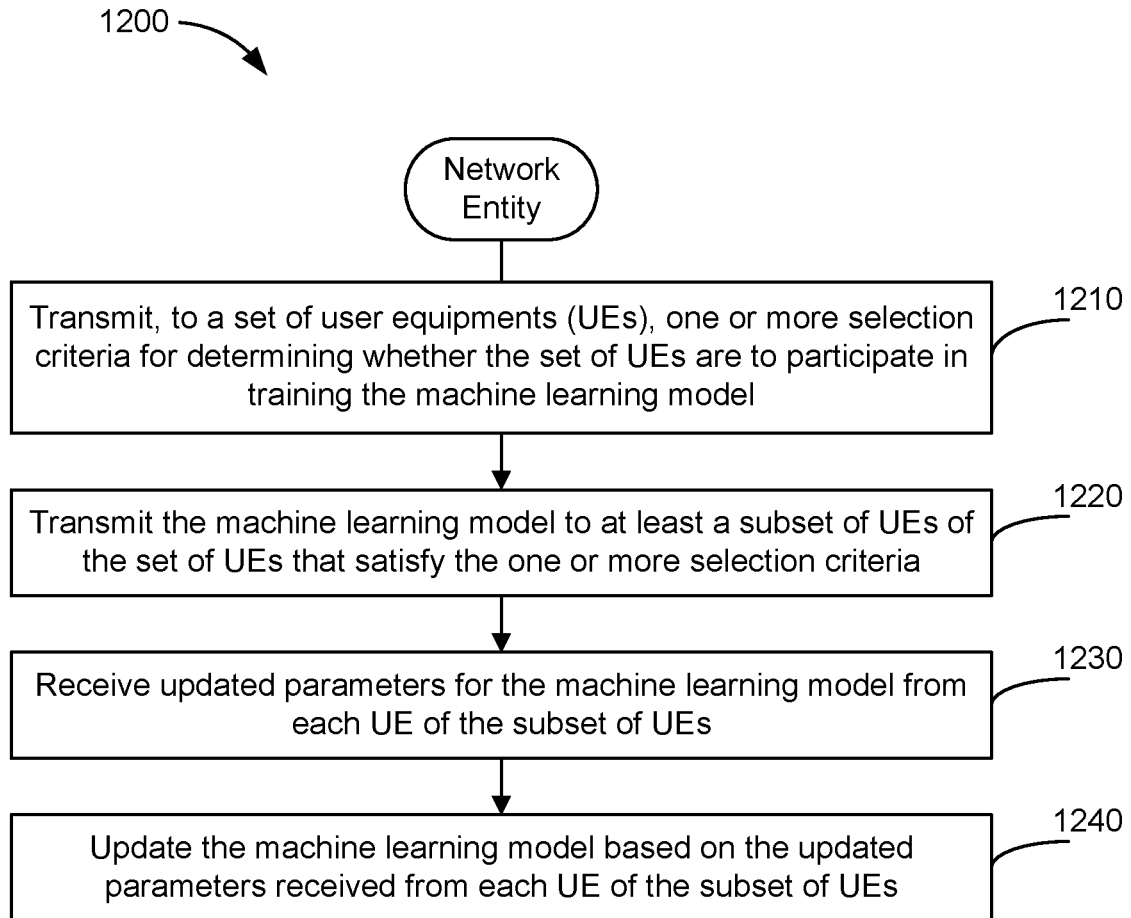 1200
Network
Entity
1210
Transmit, to a set of user equipments (UEs), one or more selection
criteria for determining whether the set of UEs are to participate in
training the machine learning model
1220
Transmit the machine learning model to at least a subset of UEs of
the set of UEs that satisfy the one or more selection criteria
1230
Receive updated parameters for the machine learning model from
each UE of the subset of UEs
1240
Update the machine learning model based on the updated
parameters received from each UE of the subset of UEs